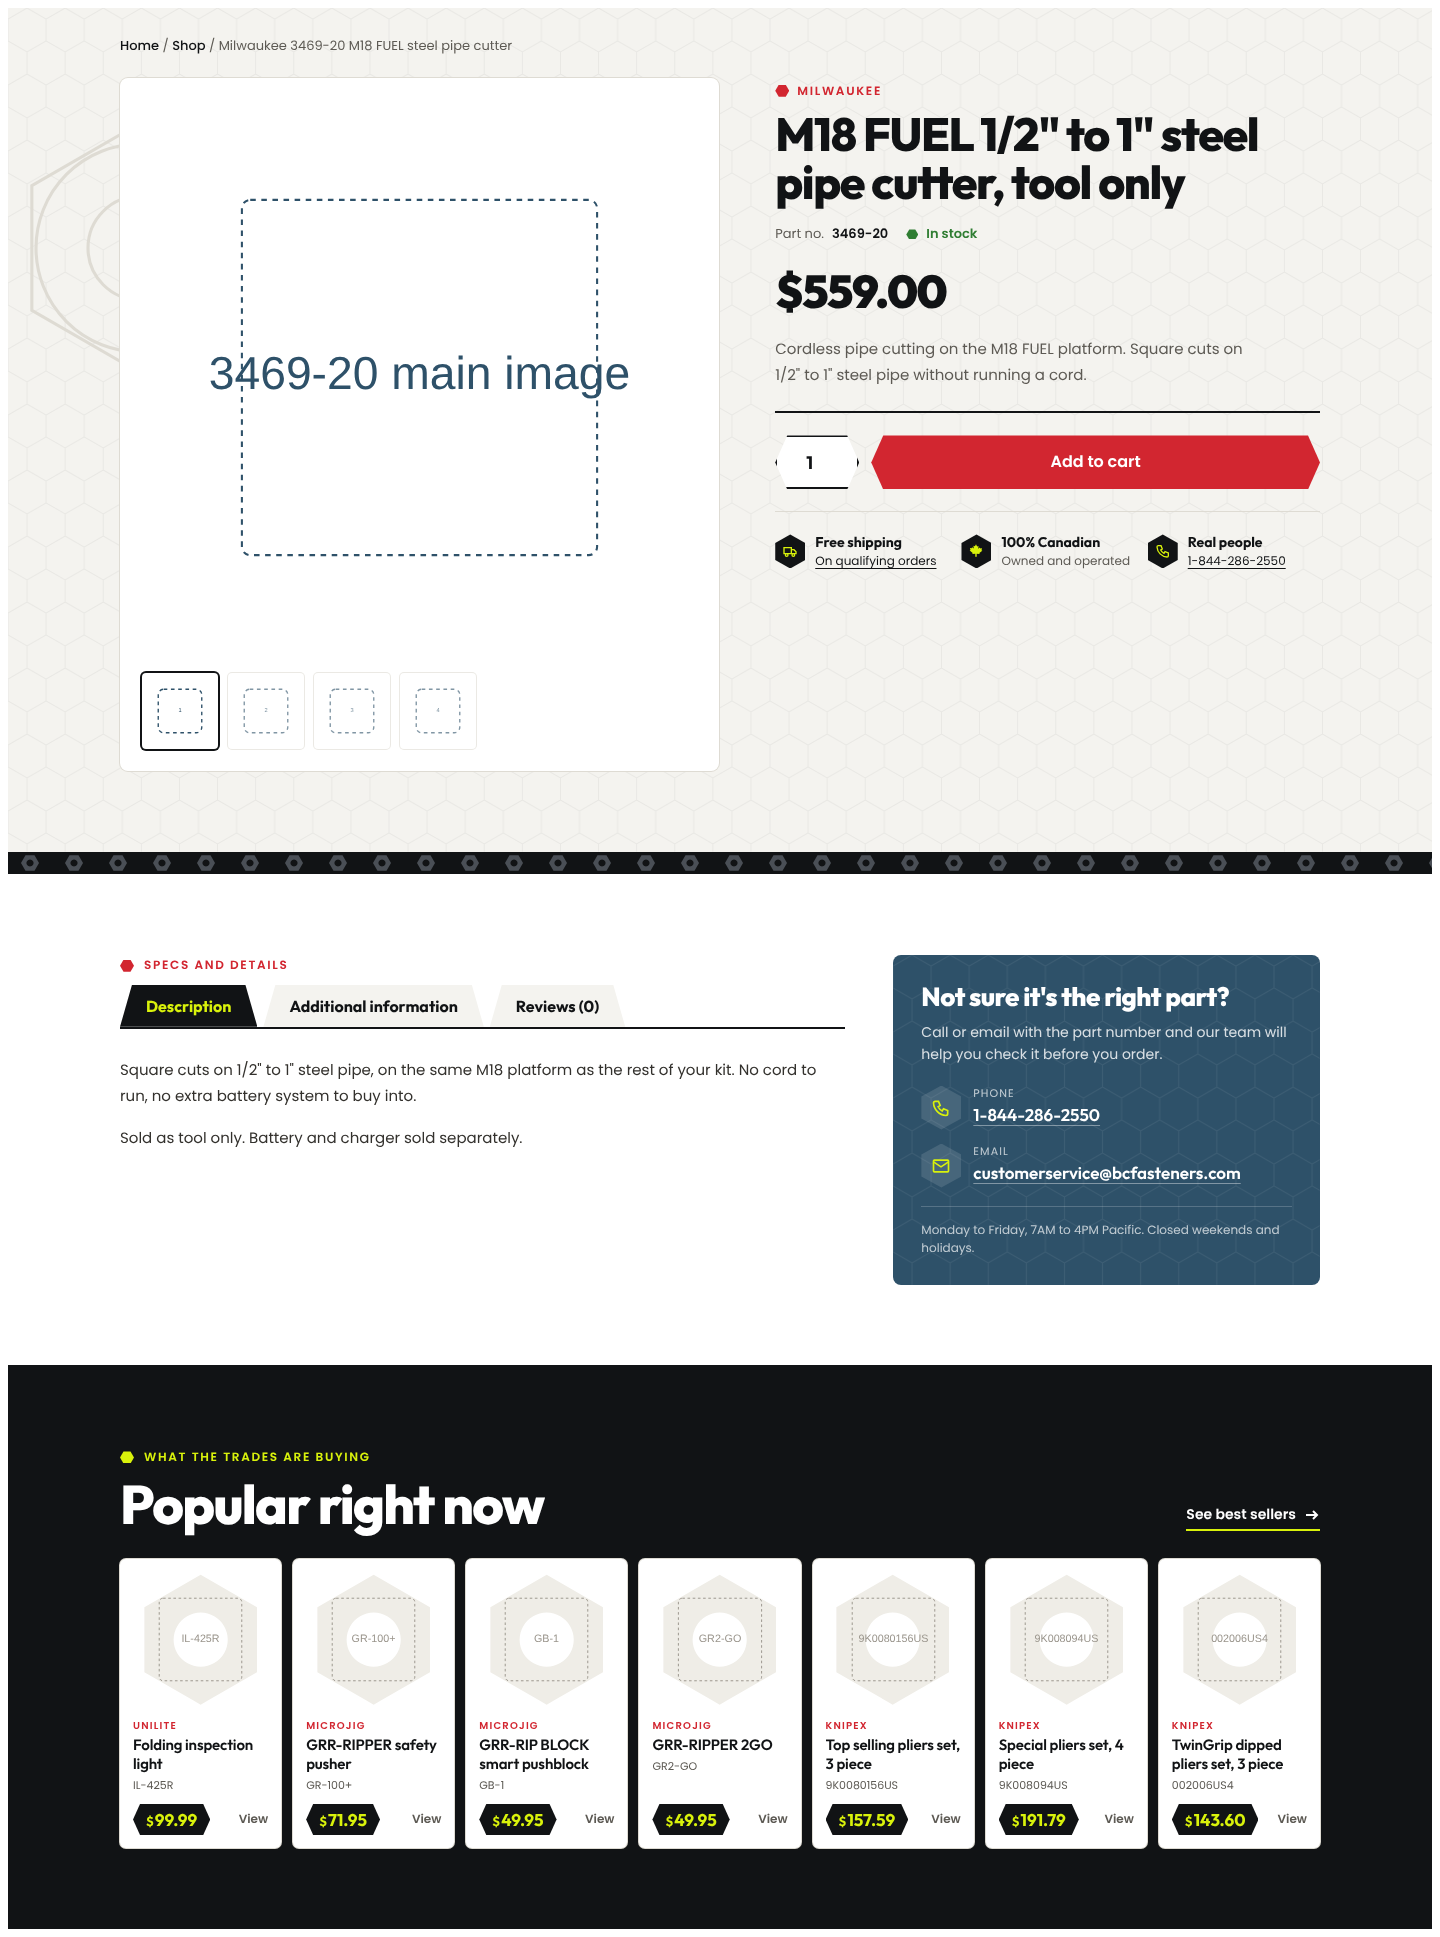 Home / Shop / Milwaukee 3469-20 M18 FUEL steel pipe cutter
3469-20 main image
1
2
3
4
MILWAUKEE
M18 FUEL 1/2" to 1" steel
pipe cutter, tool only
Part no. 3469-20 In stock
$559.00
Cordless pipe cutting on the M18 FUEL platform. Square cuts on
1/2" to 1" steel pipe without running a cord.
1
Add to cart
Free shipping
On qualifying orders
100% Canadian
Owned and operated
Real people
1-844-286-2550
SPECS AND DETAILS
Description
Additional information
Reviews (0)
Square cuts on 1/2" to 1" steel pipe, on the same M18 platform as the rest of your kit. No cord to
run, no extra battery system to buy into.
Sold as tool only. Battery and charger sold separately.
Not sure it's the right part?
Call or email with the part number and our team will
help you check it before you order.
PHONE
1-844-286-2550
EMAIL
customerservice@bcfasteners.com
Monday to Friday, 7AM to 4PM Pacific. Closed weekends and
holidays.
WHAT THE TRADES ARE BUYING
Popular right now
See best sellers →
IL-425R
UNILITE
Folding inspection
light
IL-425R
$99.99 View
GR-100+
MICROJIG
GRR-RIPPER safety
pusher
GR-100+
$71.95 View
GB-1
MICROJIG
GRR-RIP BLOCK
smart pushblock
GB-1
$49.95 View
GR2-GO
MICROJIG
GRR-RIPPER 2GO
GR2-GO
$49.95 View
9K0080156US
KNIPEX
Top selling pliers set,
3 piece
9K0080156US
$157.59 View
9K008094US
KNIPEX
Special pliers set, 4
piece
9K008094US
$191.79 View
002006US4
KNIPEX
TwinGrip dipped
pliers set, 3 piece
002006US4
$143.60 View